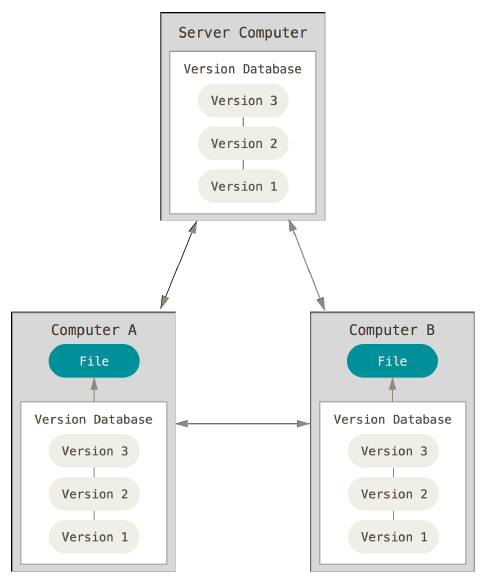 Server Computer
Version Database
Version 3
Version 2
Version 1
Computer A
File
Version Database
Version 3
Version 2
Version 1
Computer B
File
Version Database
Version 3
Version 2
Version 1